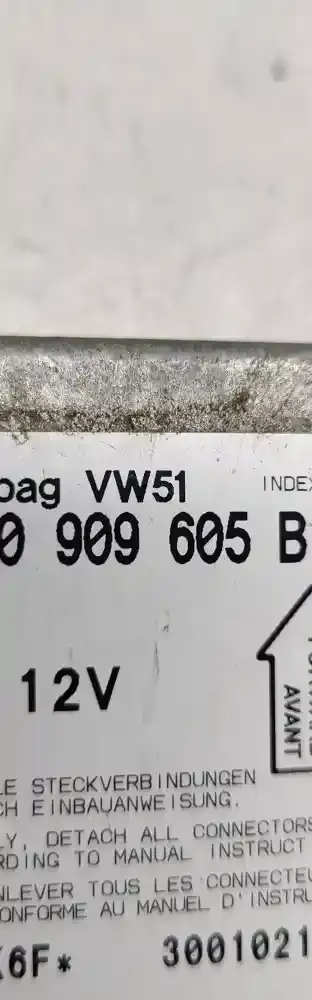 bag VW51 INDEX
0 909 605 B
12V
AVANT
LE STECKVERBINDUNGEN
CH EINBAUANWEISUNG.
LY, DETACH ALL CONNECTORS
RDING TO MANUAL INSTRUCT
NLEVER TOUS LES CONNECTEU
CONFORME AU MANUEL D'INSTRU
K6F* 3001021